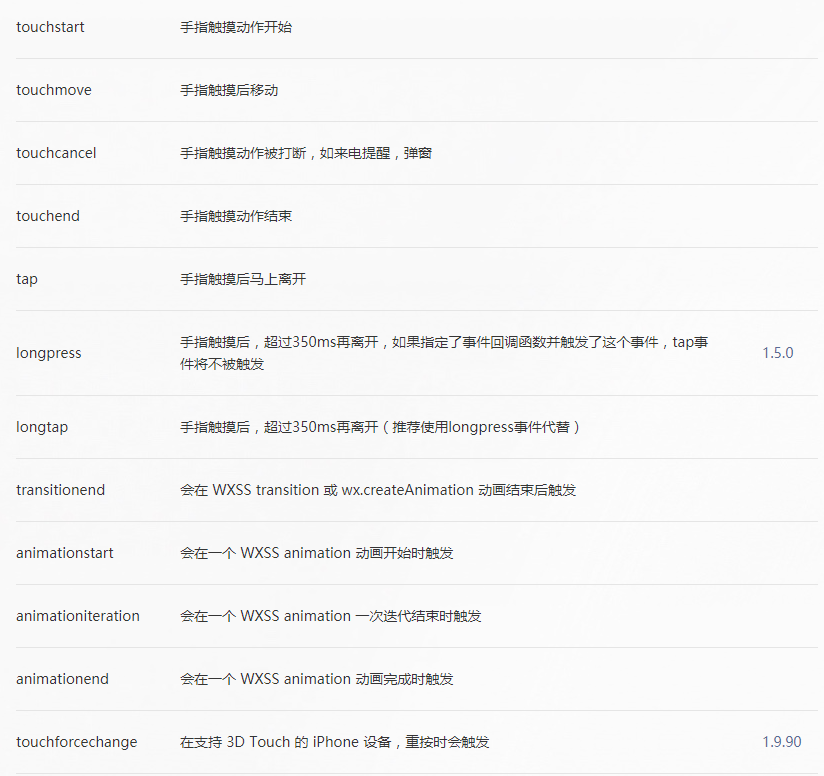 touchstart 手指触摸动作开始
touchmove 手指触摸后移动
touchcancel 手指触摸动作被打断，如来电提醒，弹窗
touchend 手指触摸动作结束
tap 手指触摸后马上离开
longpress 手指触摸后，超过350ms再离开，如果指定了事件回调函数并触发了这个事件，tap事 1.5.0
件将不被触发
longtap 手指触摸后，超过350ms再离开（推荐使用longpress事件代替）
transitionend 会在 WXSS transition 或 wx.createAnimation 动画结束后触发
animationstart 会在一个 WXSS animation 动画开始时触发
animationiteration 会在一个 WXSS animation 一次迭代结束时触发
animationend 会在一个 WXSS animation 动画完成时触发
touchforcechange 在支持 3D Touch 的 iPhone 设备，重按时会触发 1.9.90